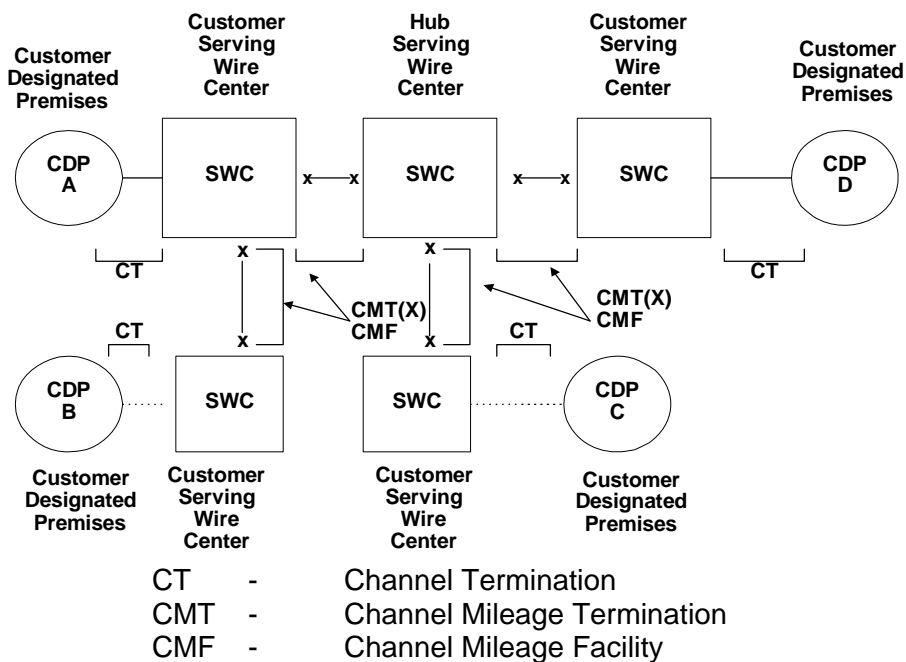 Customer
Designated
Premises
Customer
Serving
Wire
Center
Hub
Serving
Wire
Center
Customer
Serving
Wire
Center
Customer
Designated
Premises
CDP
A
SWC
x
x
SWC
x
x
SWC
CDP
D
CT
x
x
CMT(X)
CMF
x
x
CMT(X)
CMF
CT
CT
CDP
B
SWC
CT
SWC
CDP
C
Customer
Designated
Premises
Customer
Serving
Wire
Center
Customer
Serving
Wire
Center
Customer
Designated
Premises
CT - Channel Termination
CMT - Channel Mileage Termination
CMF - Channel Mileage Facility